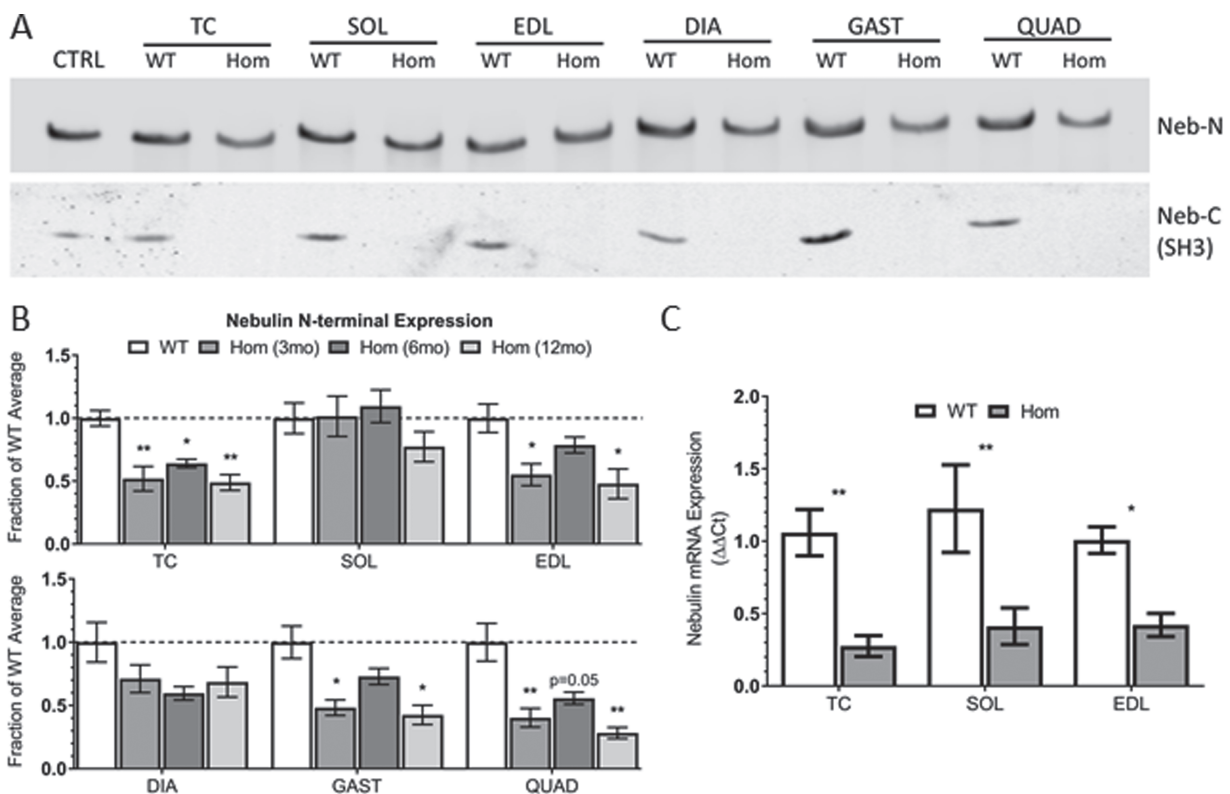 A
TC SOL EDL DIA GAST QUAD
CTRL WT Hom WT Hom WT Hom WT Hom WT Hom WT Hom
Neb-N
Neb-C
(SH3)
B
Nebulin N-terminal Expression
WT Hom (3mo) Hom (6mo) Hom (12mo)
Fraction of WT Average
1.5
1.0
0.5
0.0
** * ** * *
TC SOL EDL
Fraction of WT Average
1.5
1.0
0.5
0.0
* * ** p=0.05 **
DIA GAST QUAD
C
WT Hom
Nebulin mRNA Expression
(ΔΔCt)
2.0
1.5
1.0
0.5
0.0
** ** *
TC SOL EDL